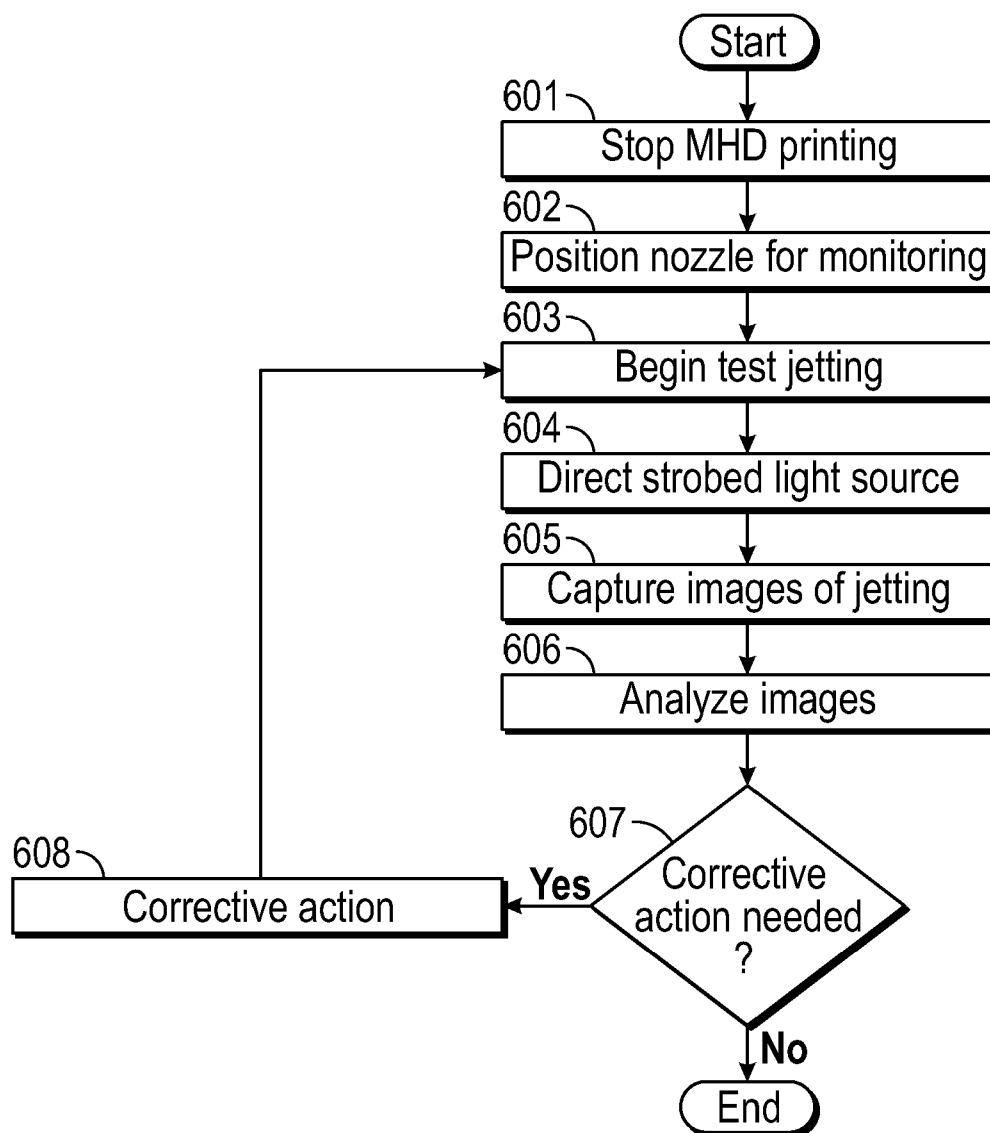 Start
601
Stop MHD printing
602
Position nozzle for monitoring
603
Begin test jetting
604
Direct strobed light source
605
Capture images of jetting
606
Analyze images
607
Corrective
action needed
?
Yes
608
Corrective action
No
End